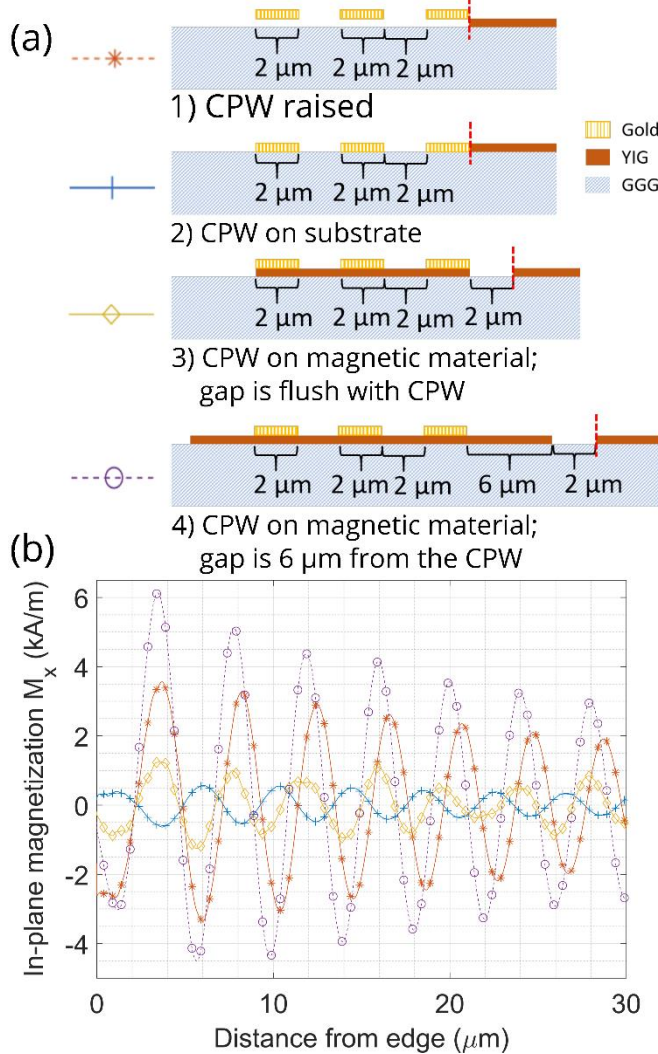 (a)
2 μm 2 μm 2 μm
1) CPW raised
Gold
YIG
GGG
2 μm 2 μm 2 μm
2) CPW on substrate
2 μm 2 μm 2 μm 2 μm
3) CPW on magnetic material;
gap is flush with CPW
2 μm 2 μm 2 μm 6 μm 2 μm
4) CPW on magnetic material;
gap is 6 μm from the CPW
(b)
In-plane magnetization Mx (kA/m)
6
4
2
0
-2
-4
0 10 20 30
Distance from edge (μm)